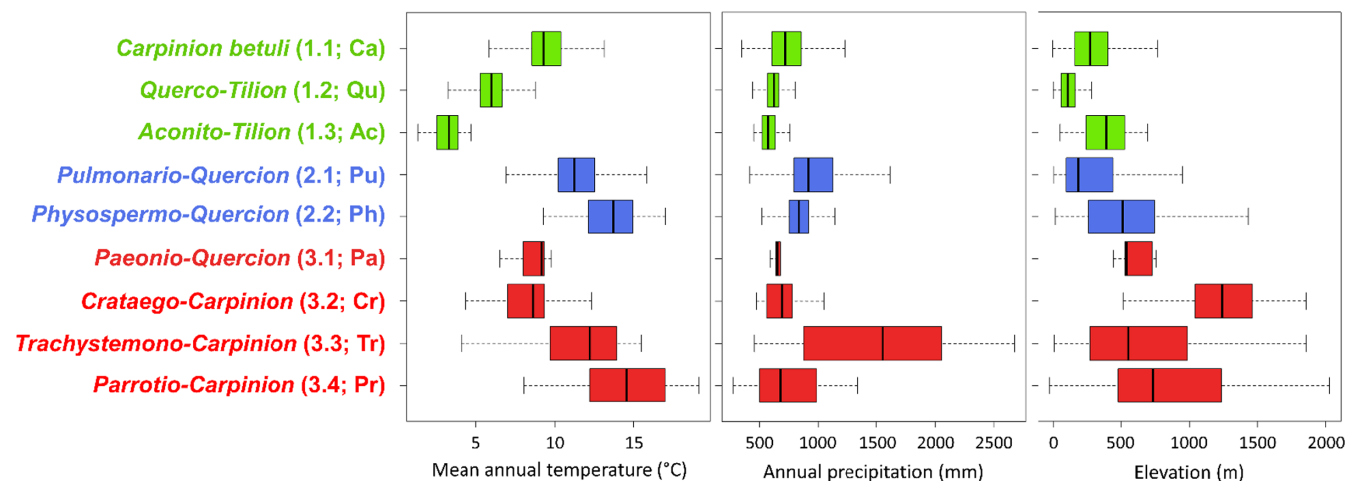 Carpinion betuli (1.1; Ca)
Querco-Tilion (1.2; Qu)
Aconito-Tilion (1.3; Ac)
Pulmonario-Quercion (2.1; Pu)
Physospermo-Quercion (2.2; Ph)
Paeonio-Quercion (3.1; Pa)
Crataego-Carpinion (3.2; Cr)
Trachystemono-Carpinion (3.3; Tr)
Parrotio-Carpinion (3.4; Pr)
5 10 15
Mean annual temperature (°C)
500 1000 1500 2000 2500
Annual precipitation (mm)
0 500 1000 1500 2000
Elevation (m)